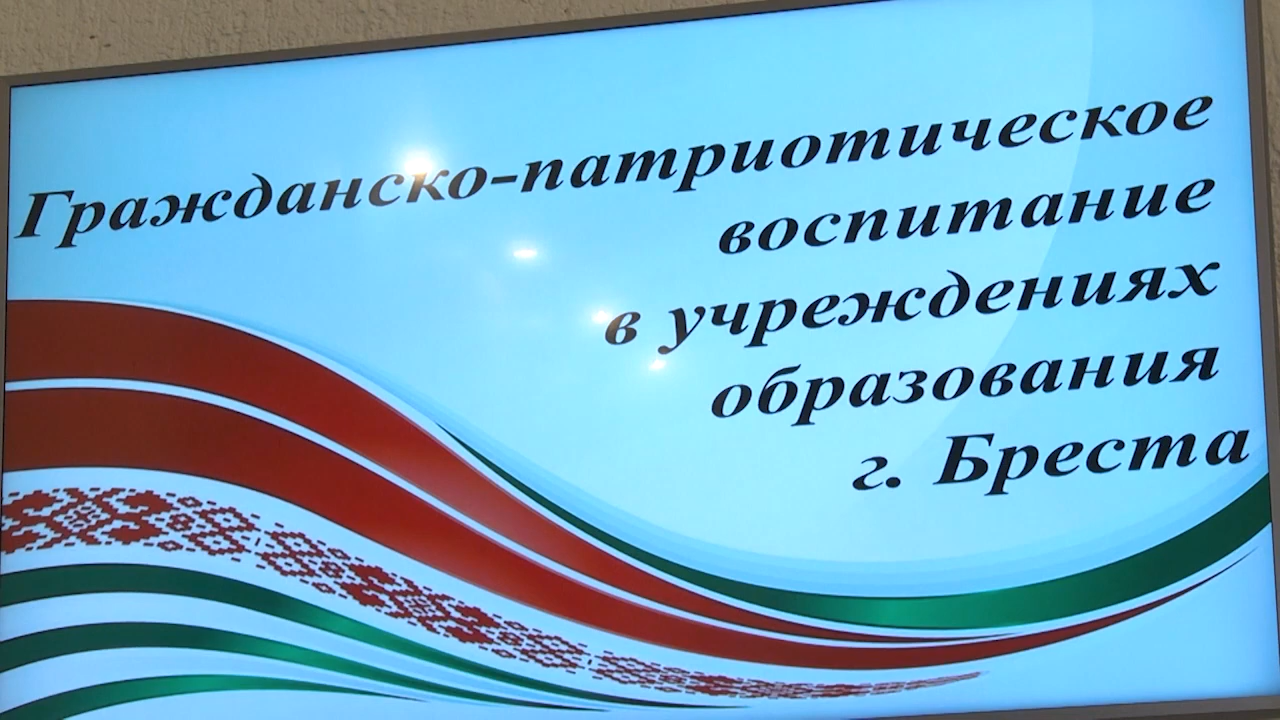 Гражданско-патриотическое
воспитание
в учреждениях
образования
г. Бреста